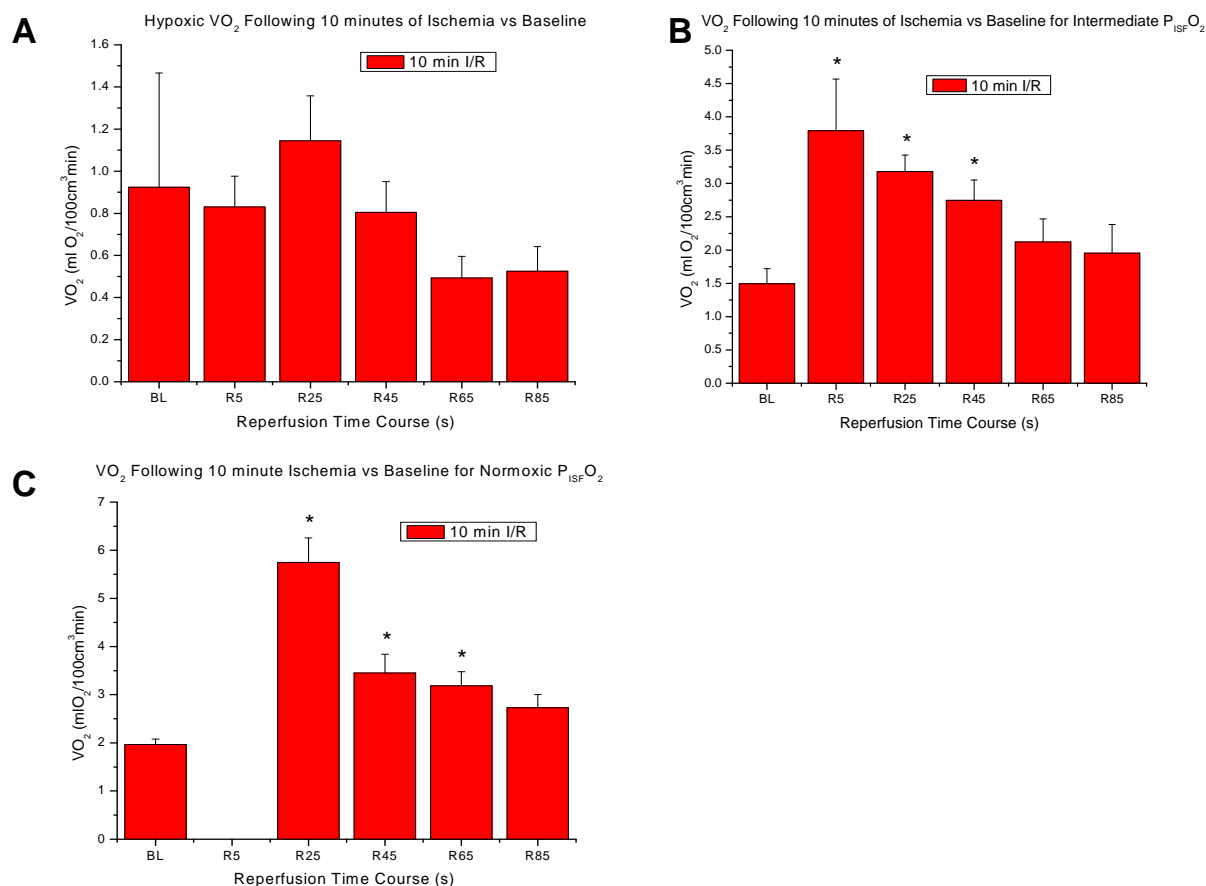 A
Hypoxic VO₂ Following 10 minutes of Ischemia vs Baseline
10 min I/R
VO₂ (ml O₂/100cm³min)
1.6
1.4
1.2
1.0
0.8
0.6
0.4
0.2
0.0
BL R5 R25 R45 R65 R85
Reperfusion Time Course (s)
B
VO₂ Following 10 minutes of Ischemia vs Baseline for Intermediate P_ISFO₂
10 min I/R
VO₂ (ml O₂/100cm³min)
5.0
4.5
4.0
3.5
3.0
2.5
2.0
1.5
1.0
0.5
0.0
* * *
BL R5 R25 R45 R65 R85
Reperfusion Time Course (s)
C
VO₂ Following 10 minute Ischemia vs Baseline for Normoxic P_ISFO₂
10 min I/R
VO₂ (mlO₂/100cm³min)
7
6
5
4
3
2
1
0
* * *
BL R5 R25 R45 R65 R85
Reperfusion Time Course (s)